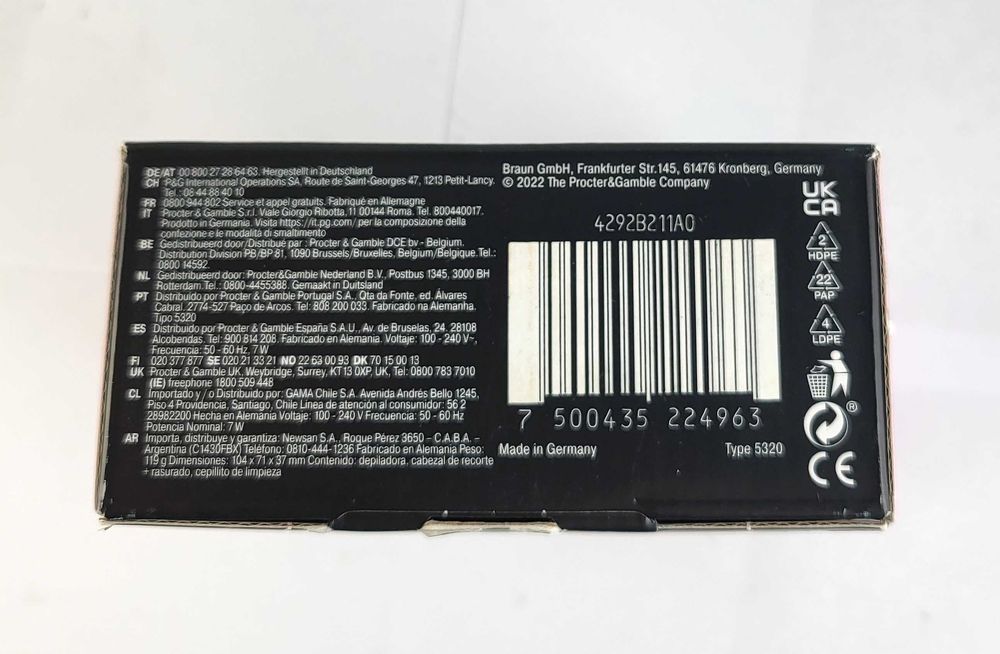 DE/AT 00 800 27 28 64 63. Hergestellt in Deutschland
CH P&G International Operations SA, Route de Saint-Georges 47, 1213 Petit-Lancy.
Tel.: 08 44 88 40 10
FR 0800 944 802 Service et appel gratuits. Fabriqué en Allemagne
IT Procter & Gamble S.r.l. Viale Giorgio Ribotta, 11 00144 Roma. Tel. 800440017.
Prodotto in Germania. Visita https://it.pg.com/ per la composizione della
confezione e le modalità di smaltimento
BE Gedistribueerd door/Distribué par : Procter & Gamble DCE bv - Belgium.
Distribution Division PB/BP 81, 1090 Brussels/Bruxelles, Belgium/Belgique.Tel.:
0800 14592.
NL Gedistribueerd door: Procter&Gamble Nederland B.V., Postbus 1345, 3000 BH
Rotterdam.Tel.: 0800-4455388. Gemaakt in Duitsland
PT Distribuido por Procter & Gamble Portugal S.A., Qta da Fonte, ed. Álvares
Cabral, 2774-527 Paço de Arcos. Tel: 808 200 033. Fabricado na Alemanha.
Tipo 5320
ES Distribuido por Procter & Gamble España S.A.U., Av. de Bruselas, 24. 28108
Alcobendas. Tel: 900 814 208. Fabricado en Alemania. Voltaje: 100 - 240 V~,
Frecuencia: 50 - 60 Hz, 7 W
FI 020 377 877 SE 020 21 33 21 NO 22 63 00 93 DK 70 15 00 13
UK Procter & Gamble UK, Weybridge, Surrey, KT13 0XP, UK, Tel: 0800 783 7010
(IE) freephone 1800 509 448
CL Importado y / o Distribuido por: GAMA Chile S.A. Avenida Andrés Bello 1245,
Piso 4 Providencia, Santiago, Chile Linea de atención al consumidor: 56 2
28982200 Hecha en Alemania Voltaje: 100 - 240 V Frecuencia: 50 - 60 Hz
Potencia Nominal: 7 W
AR Importa, distribuye y garantiza: Newsan S.A., Roque Pérez 3650 - C.A.B.A. -
Argentina (C1430FBX) Teléfono: 0810-444-1236 Fabricado en Alemania Peso:
119 g Dimensiones: 104 x 71 x 37 mm Contenido: depiladora, cabezal de recorte
+ rasurado, cepillito de limpieza
Braun GmbH, Frankfurter Str.145, 61476 Kronberg, Germany
© 2022 The Procter&Gamble Company
4292B211A0
7 500435 224963
Made in Germany Type 5320
UK
CA
2
HDPE
22
PAP
4
LDPE
®
CE